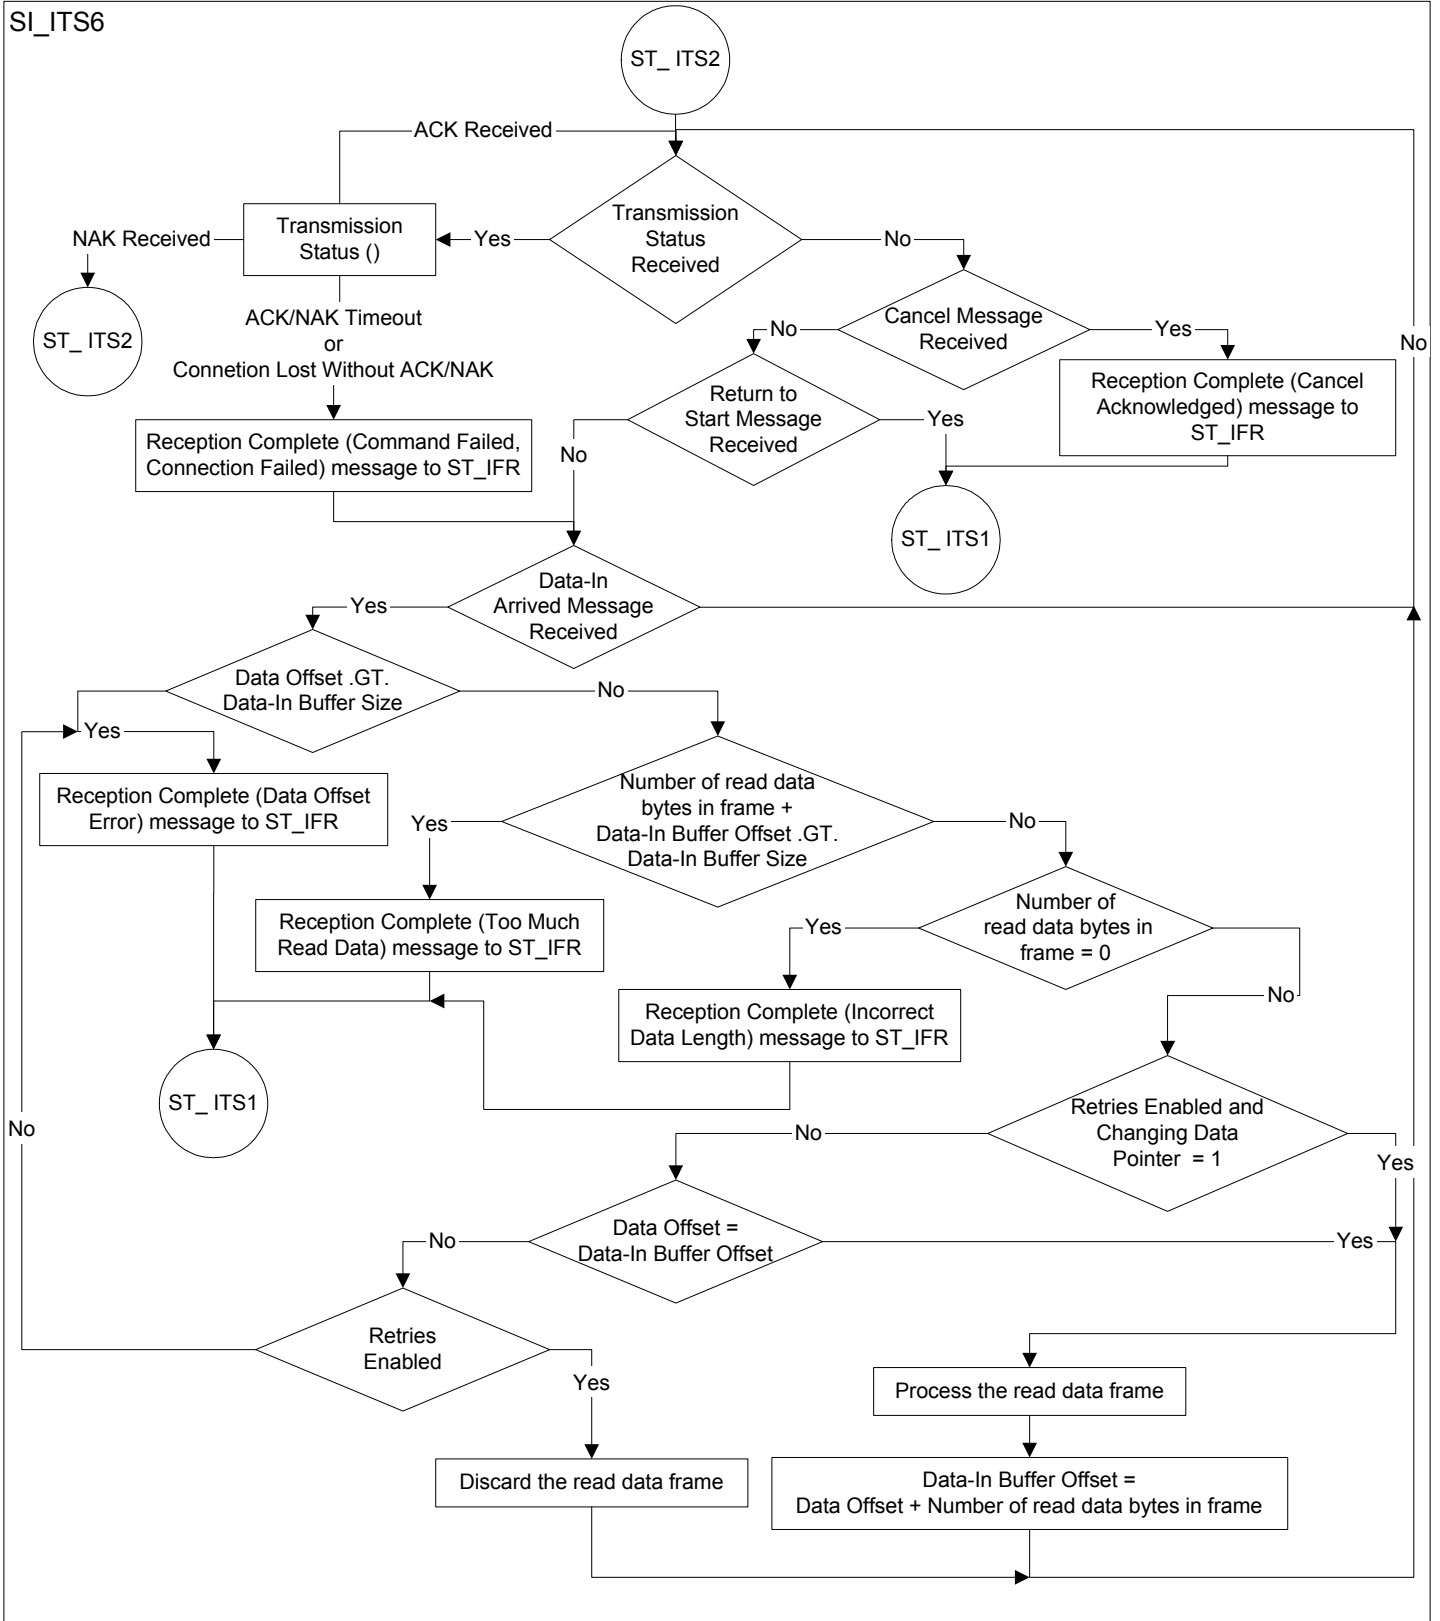 SI_ITS6
ST_ ITS2
ACK Received
Transmission
Status
Received
Transmission
Status ()
NAK Received
Yes
No
ST_ ITS2
ACK/NAK Timeout
or
Connetion Lost Without ACK/NAK
Cancel Message
Received
No
Yes
No
Return to
Start Message
Received
Reception Complete (Cancel
Acknowledged) message to
ST_IFR
Yes
No
Reception Complete (Command Failed,
Connection Failed) message to ST_IFR
ST_ ITS1
Data-In
Arrived Message
Received
Yes
Data Offset .GT.
Data-In Buffer Size
No
Yes
Reception Complete (Data Offset
Error) message to ST_IFR
Number of read data
bytes in frame +
Data-In Buffer Offset .GT.
Data-In Buffer Size
Yes
No
Reception Complete (Too Much
Read Data) message to ST_IFR
Number of
read data bytes in
frame = 0
Yes
No
Reception Complete (Incorrect
Data Length) message to ST_IFR
ST_ ITS1
No
Retries Enabled and
Changing Data
Pointer = 1
No
Yes
Data Offset =
Data-In Buffer Offset
No
Yes
Retries
Enabled
Yes
Process the read data frame
Discard the read data frame
Data-In Buffer Offset =
Data Offset + Number of read data bytes in frame